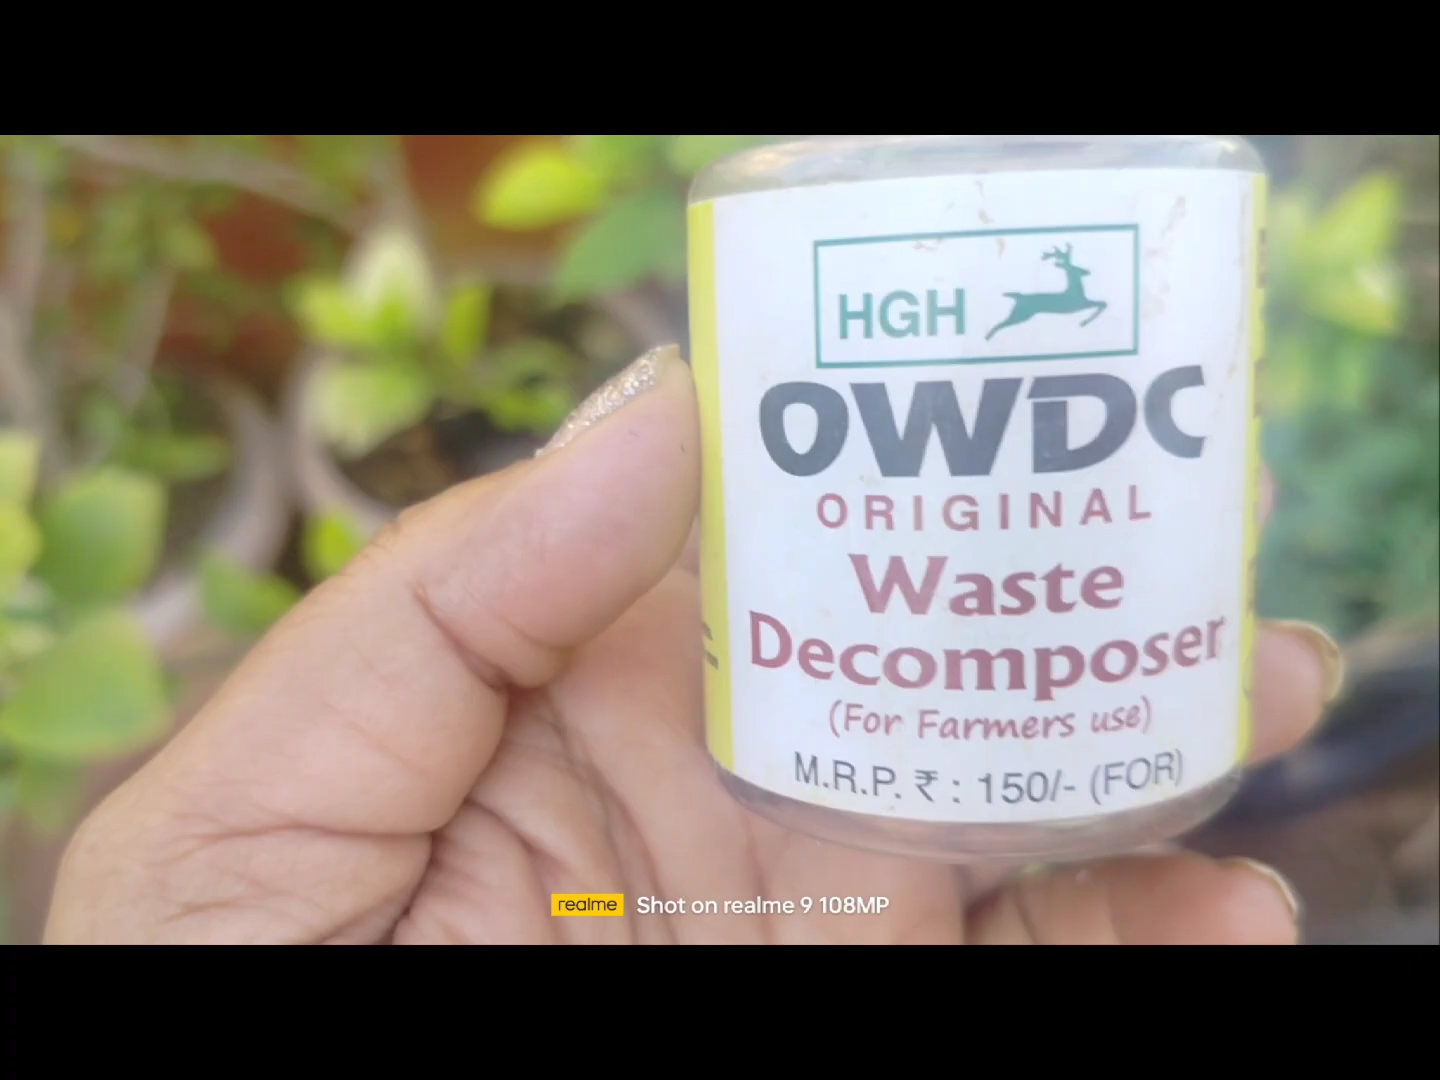 HGH
OWDC
ORIGINAL
Waste
Decomposer
(For Farmers use)
M.R.P. ₹ : 150/- (FOR)
realme Shot on realme 9 108MP